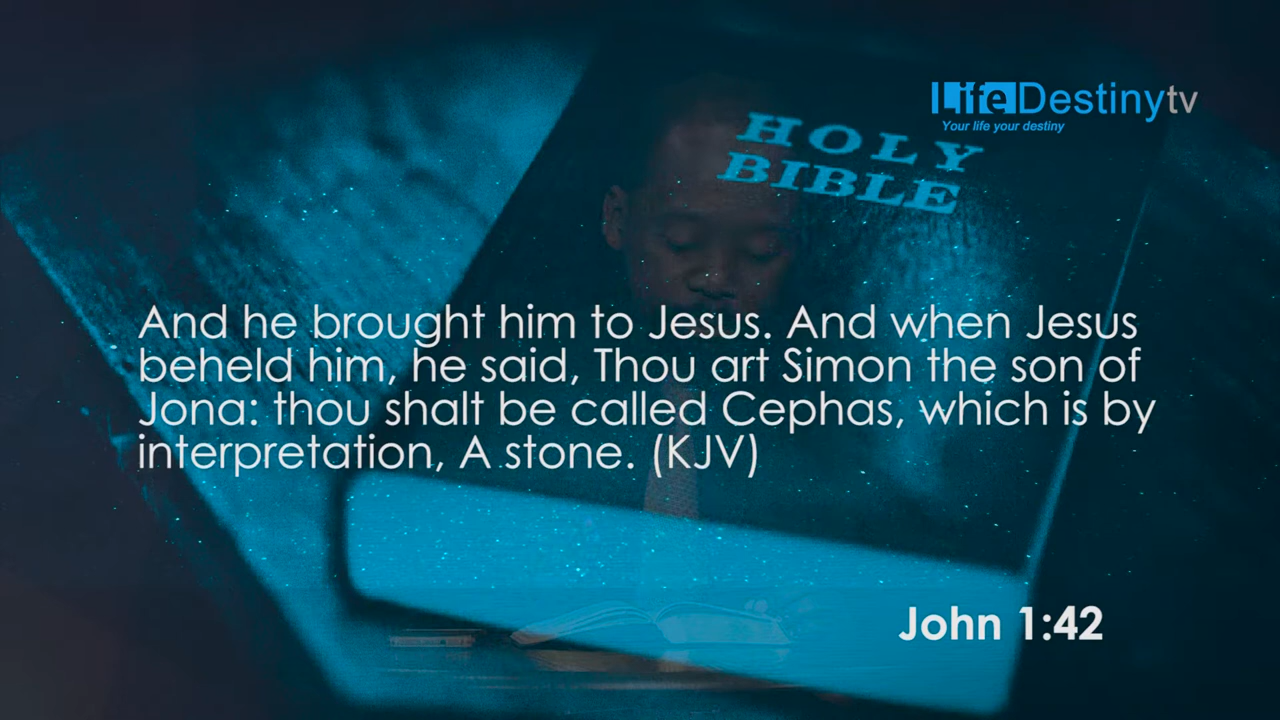 LifeDestinytv
Your life your destiny
HOLY
BIBLE
And he brought him to Jesus. And when Jesus
beheld him, he said, Thou art Simon the son of
Jona: thou shalt be called Cephas, which is by
interpretation, A stone. (KJV)
John 1:42